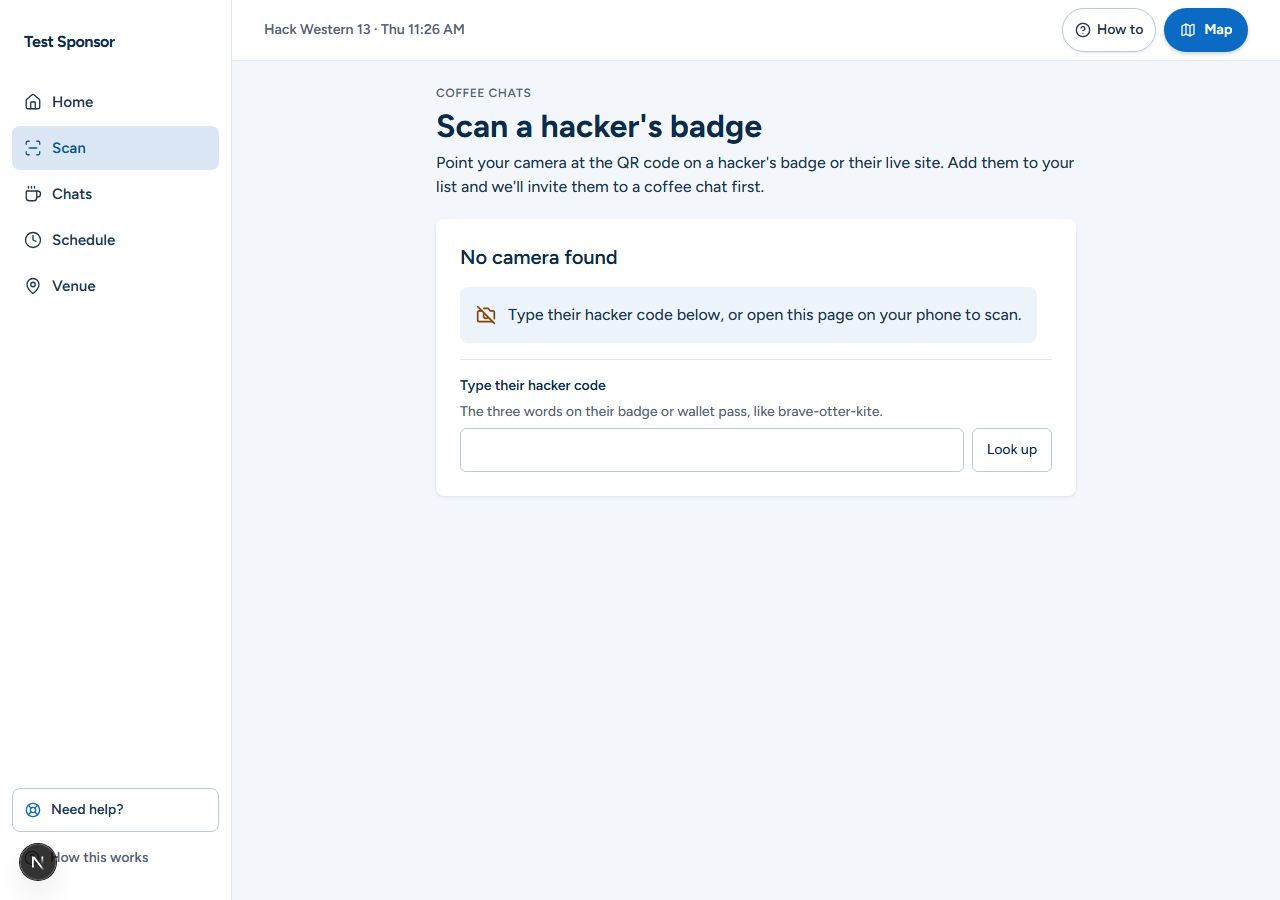 Test Sponsor
Home
Scan
Chats
Schedule
Venue
Need help?
How this works
N
Hack Western 13 · Thu 11:26 AM
How to
Map
COFFEE CHATS
Scan a hacker's badge
Point your camera at the QR code on a hacker's badge or their live site. Add them to your
list and we'll invite them to a coffee chat first.
No camera found
Type their hacker code below, or open this page on your phone to scan.
Type their hacker code
The three words on their badge or wallet pass, like brave-otter-kite.
Look up